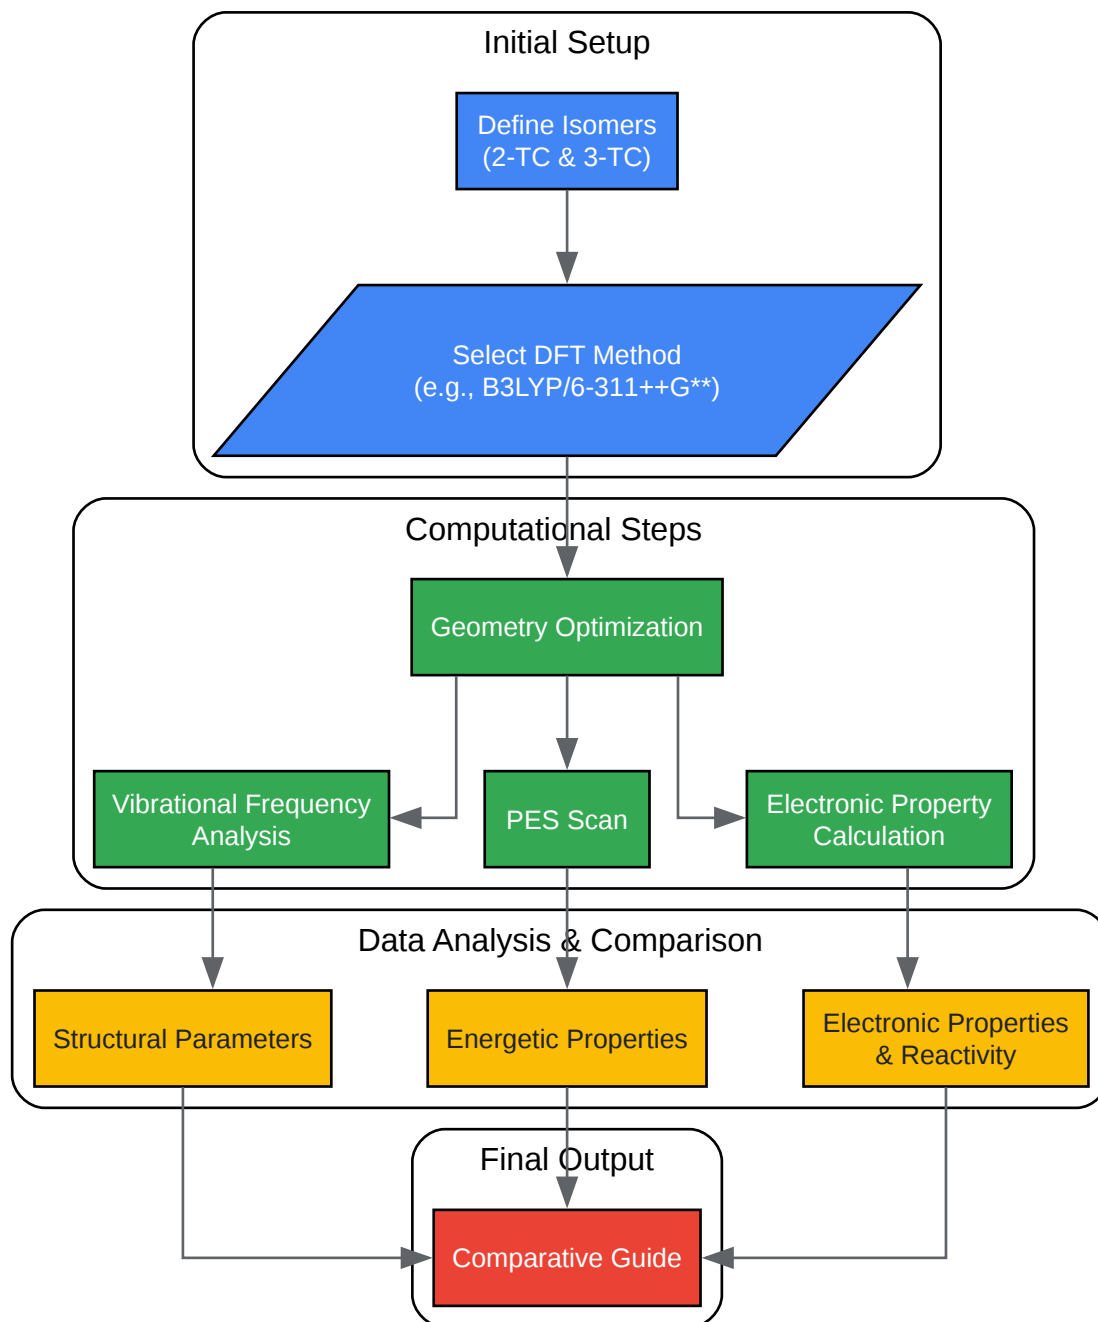 Initial Setup
Define Isomers
(2-TC & 3-TC)
Select DFT Method
(e.g., B3LYP/6-311++G**)
Computational Steps
Geometry Optimization
Vibrational Frequency
Analysis
PES Scan
Electronic Property
Calculation
Data Analysis & Comparison
Structural Parameters
Energetic Properties
Electronic Properties
& Reactivity
Final Output
Comparative Guide